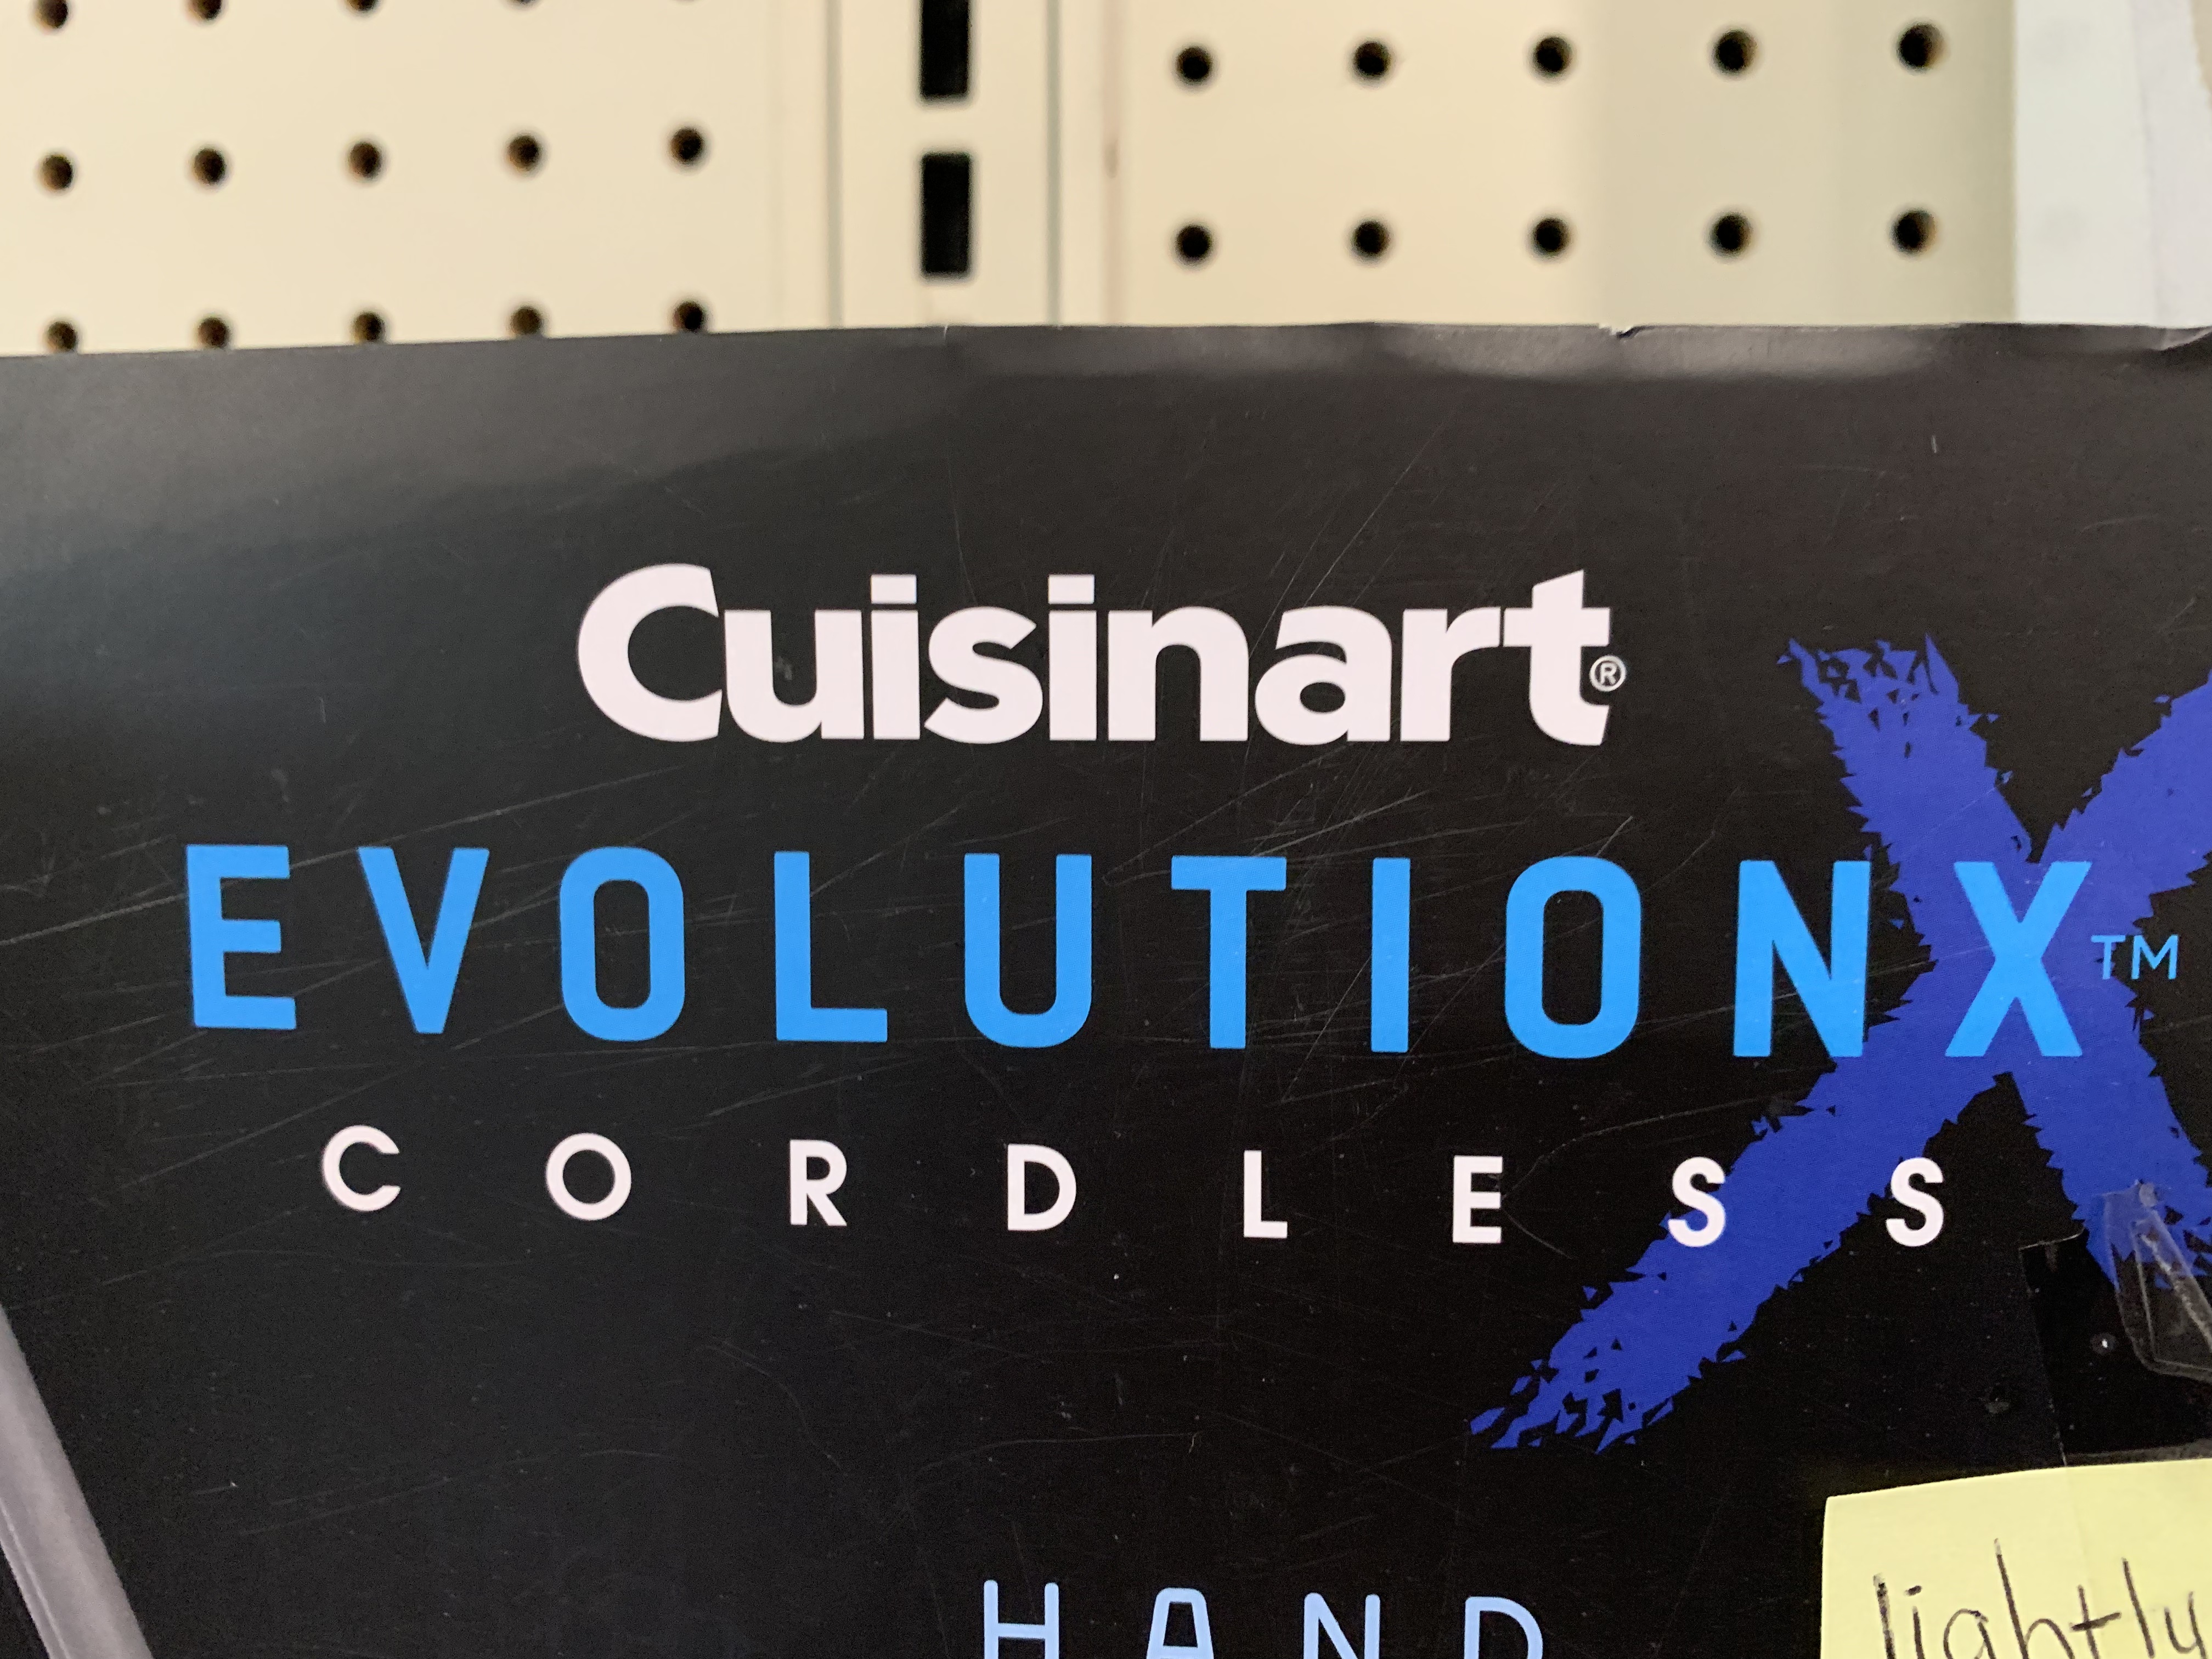 Cuisinart®
EVOLUTIONX™
CORDLESS
HAND
lightly